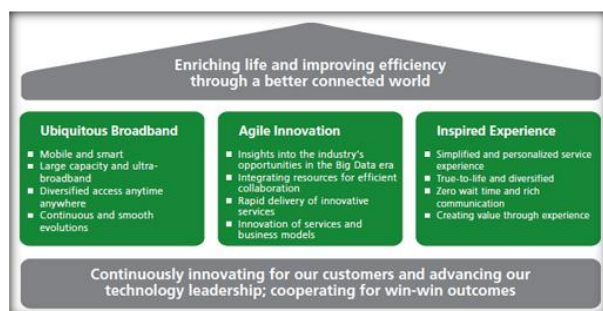 Enriching life and improving efficiency
through a better connected world
Ubiquitous Broadband
Mobile and smart
Large capacity and ultra-
broadband
Diversified access anytime
anywhere
Continuous and smooth
evolutions
Agile Innovation
Insights into the industry's
opportunities in the Big Data era
Integrating resources for efficient
collaboration
Rapid delivery of innovative
services
Innovation of services and
business models
Inspired Experience
Simplified and personalized service
experience
True-to-life and diversified
Zero wait time and rich
communication
Creating value through experience
Continuously innovating for our customers and advancing our
technology leadership; cooperating for win-win outcomes